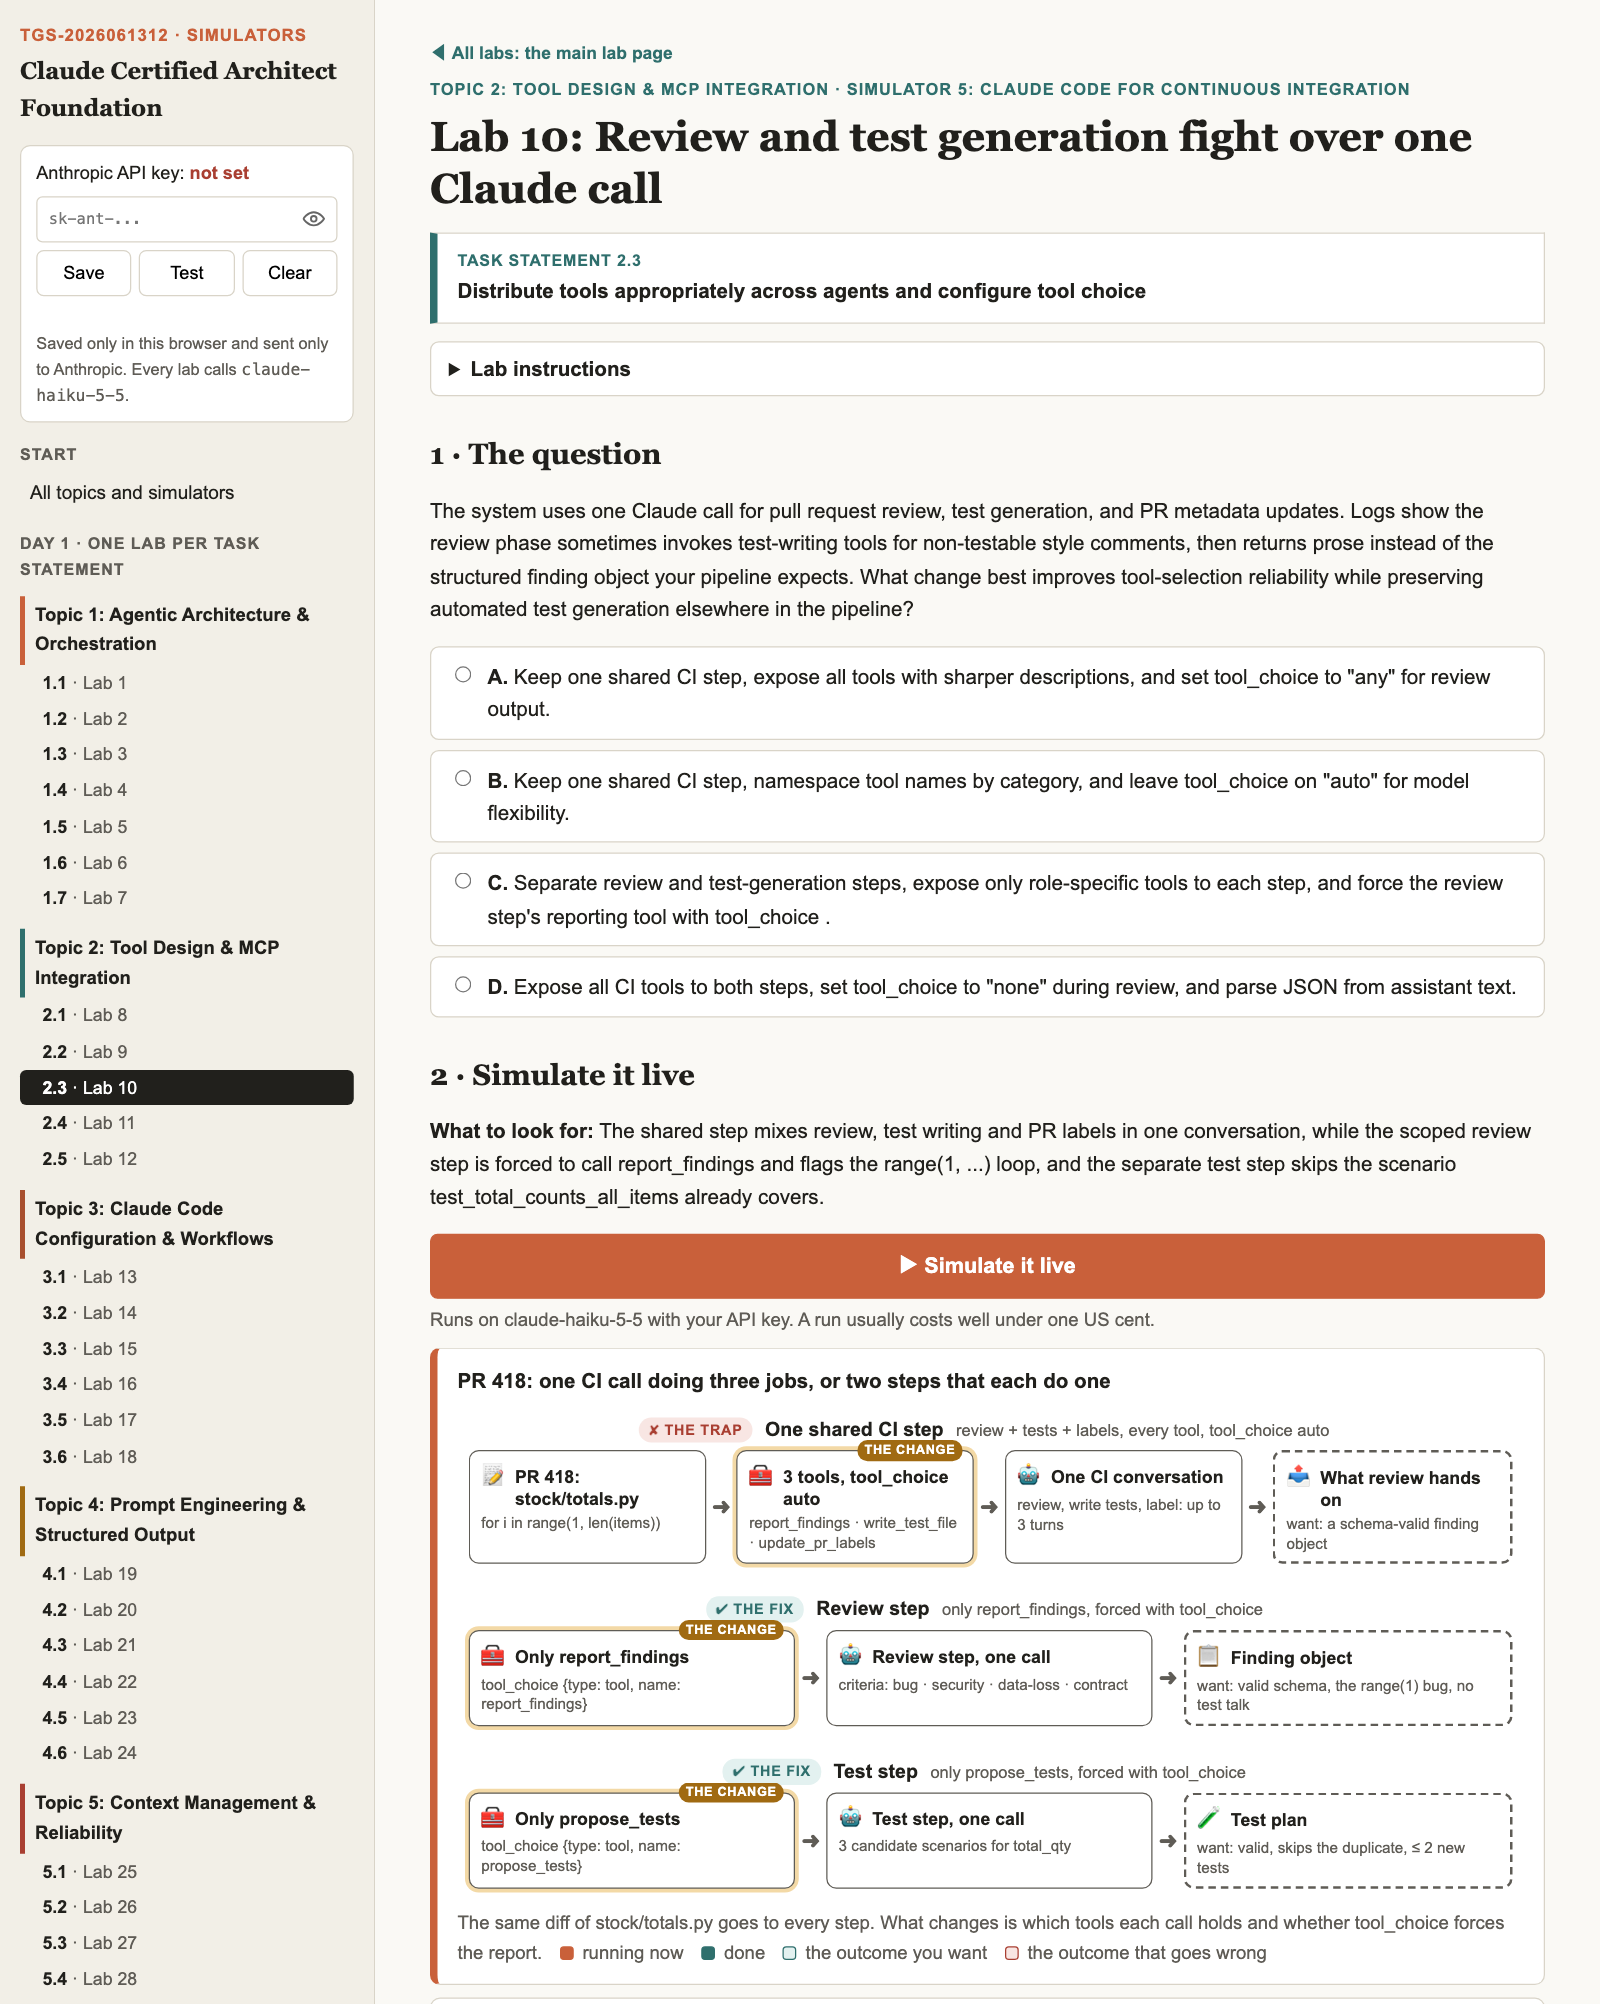 TGS-2026061312 · SIMULATORS
Claude Certified Architect
Foundation
Anthropic API key: not set
sk-ant-...
Save
Test
Clear
Saved only in this browser and sent only
to Anthropic. Every lab calls claude-
haiku-5-5.
START
All topics and simulators
DAY 1 · ONE LAB PER TASK
STATEMENT
Topic 1: Agentic Architecture &
Orchestration
1.1 · Lab 1
1.2 · Lab 2
1.3 · Lab 3
1.4 · Lab 4
1.5 · Lab 5
1.6 · Lab 6
1.7 · Lab 7
Topic 2: Tool Design & MCP
Integration
2.1 · Lab 8
2.2 · Lab 9
2.3 · Lab 10
2.4 · Lab 11
2.5 · Lab 12
Topic 3: Claude Code
Configuration & Workflows
3.1 · Lab 13
3.2 · Lab 14
3.3 · Lab 15
3.4 · Lab 16
3.5 · Lab 17
3.6 · Lab 18
Topic 4: Prompt Engineering &
Structured Output
4.1 · Lab 19
4.2 · Lab 20
4.3 · Lab 21
4.4 · Lab 22
4.5 · Lab 23
4.6 · Lab 24
Topic 5: Context Management &
Reliability
5.1 · Lab 25
5.2 · Lab 26
5.3 · Lab 27
5.4 · Lab 28
◀ All labs: the main lab page
TOPIC 2: TOOL DESIGN & MCP INTEGRATION · SIMULATOR 5: CLAUDE CODE FOR CONTINUOUS INTEGRATION
Lab 10: Review and test generation fight over one
Claude call
TASK STATEMENT 2.3
Distribute tools appropriately across agents and configure tool choice
▶ Lab instructions
1 · The question
The system uses one Claude call for pull request review, test generation, and PR metadata updates. Logs show the
review phase sometimes invokes test-writing tools for non-testable style comments, then returns prose instead of the
structured finding object your pipeline expects. What change best improves tool-selection reliability while preserving
automated test generation elsewhere in the pipeline?
A. Keep one shared CI step, expose all tools with sharper descriptions, and set tool_choice to "any" for review
output.
B. Keep one shared CI step, namespace tool names by category, and leave tool_choice on "auto" for model
flexibility.
C. Separate review and test-generation steps, expose only role-specific tools to each step, and force the review
step's reporting tool with tool_choice .
D. Expose all CI tools to both steps, set tool_choice to "none" during review, and parse JSON from assistant text.
2 · Simulate it live
What to look for: The shared step mixes review, test writing and PR labels in one conversation, while the scoped review
step is forced to call report_findings and flags the range(1, ...) loop, and the separate test step skips the scenario
test_total_counts_all_items already covers.
▶ Simulate it live
Runs on claude-haiku-5-5 with your API key. A run usually costs well under one US cent.
PR 418: one CI call doing three jobs, or two steps that each do one
✘ THE TRAP One shared CI step review + tests + labels, every tool, tool_choice auto
PR 418:
stock/totals.py
for i in range(1, len(items))
THE CHANGE
3 tools, tool_choice
auto
report_findings · write_test_file
· update_pr_labels
One CI conversation
review, write tests, label: up to
3 turns
What review hands
on
want: a schema-valid finding
object
✔ THE FIX Review step only report_findings, forced with tool_choice
THE CHANGE
Only report_findings
tool_choice {type: tool, name:
report_findings}
Review step, one call
criteria: bug · security · data-loss · contract
Finding object
want: valid schema, the range(1) bug, no
test talk
✔ THE FIX Test step only propose_tests, forced with tool_choice
THE CHANGE
Only propose_tests
tool_choice {type: tool, name:
propose_tests}
Test step, one call
3 candidate scenarios for total_qty
Test plan
want: valid, skips the duplicate, ≤ 2 new
tests
The same diff of stock/totals.py goes to every step. What changes is which tools each call holds and whether tool_choice forces
the report. running now done the outcome you want the outcome that goes wrong